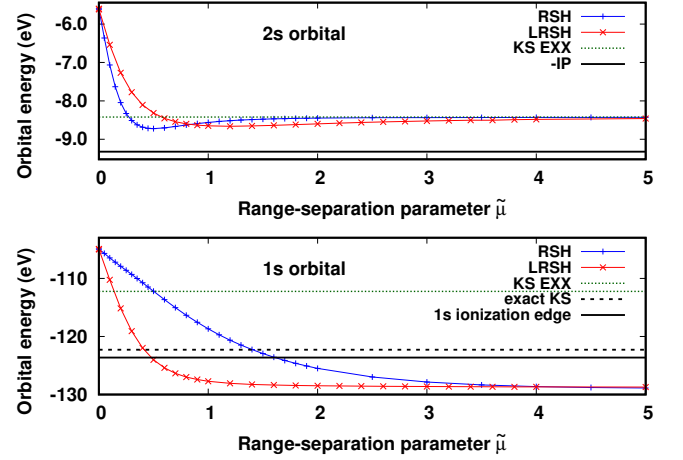 Orbital energy (eV)
-6.0
-7.0
-8.0
-9.0
2s orbital
RSH
LRSH
KS EXX
-IP
0 1 2 3 4 5
Range-separation parameter μ̃
Orbital energy (eV)
-110
-120
-130
1s orbital
RSH
LRSH
KS EXX
exact KS
1s ionization edge
0 1 2 3 4 5
Range-separation parameter μ̃